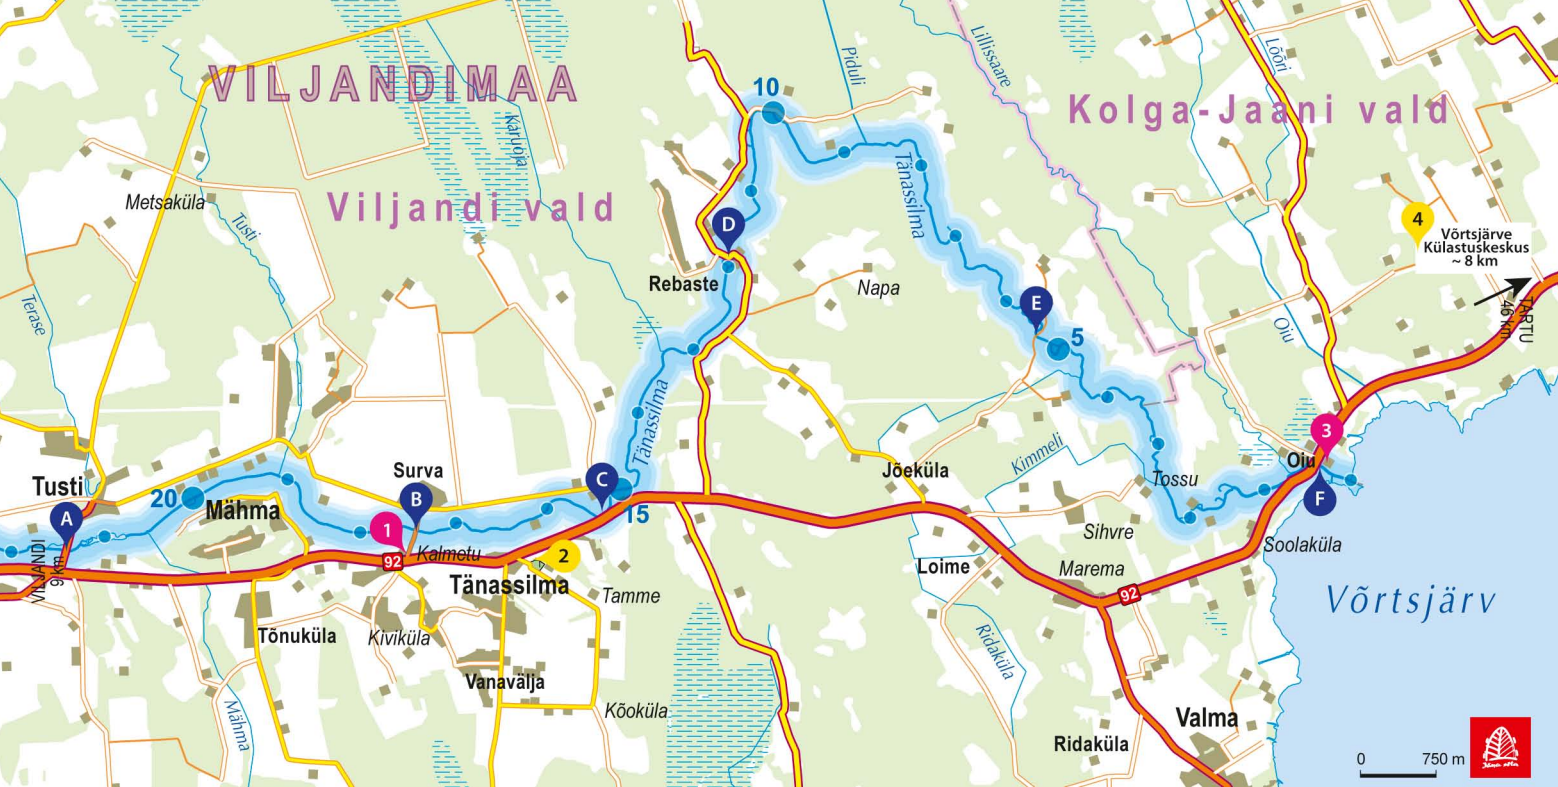 VILJANDIMAA
Kolga-Jaani vald
Viljandi vald
10
Piduli
Lillisaare
Lõõri
Karuoja
Metsaküla
Tusti
Terase
Tänassilma
D
4
Võrtsjärve
Külastuskeskus
~ 8 km
Rebaste
Napa
E
5
Oiu
TARTU
46 km
Tänassilma
3
Oiu
Kimmeli
Jõeküla
Tossu
F
Surva
Tusti
20
Mähma
A
B
C
15
1
92
Kalmetu
2
VILJANDI
9 km
Tänassilma
Tamme
Sihvre
Soolaküla
Loime
Marema
92
Võrtsjärv
Tõnuküla
Kiviküla
Ridaküla
Vanavälja
Kõoküla
Mähma
Valma
Ridaküla
0 750 m